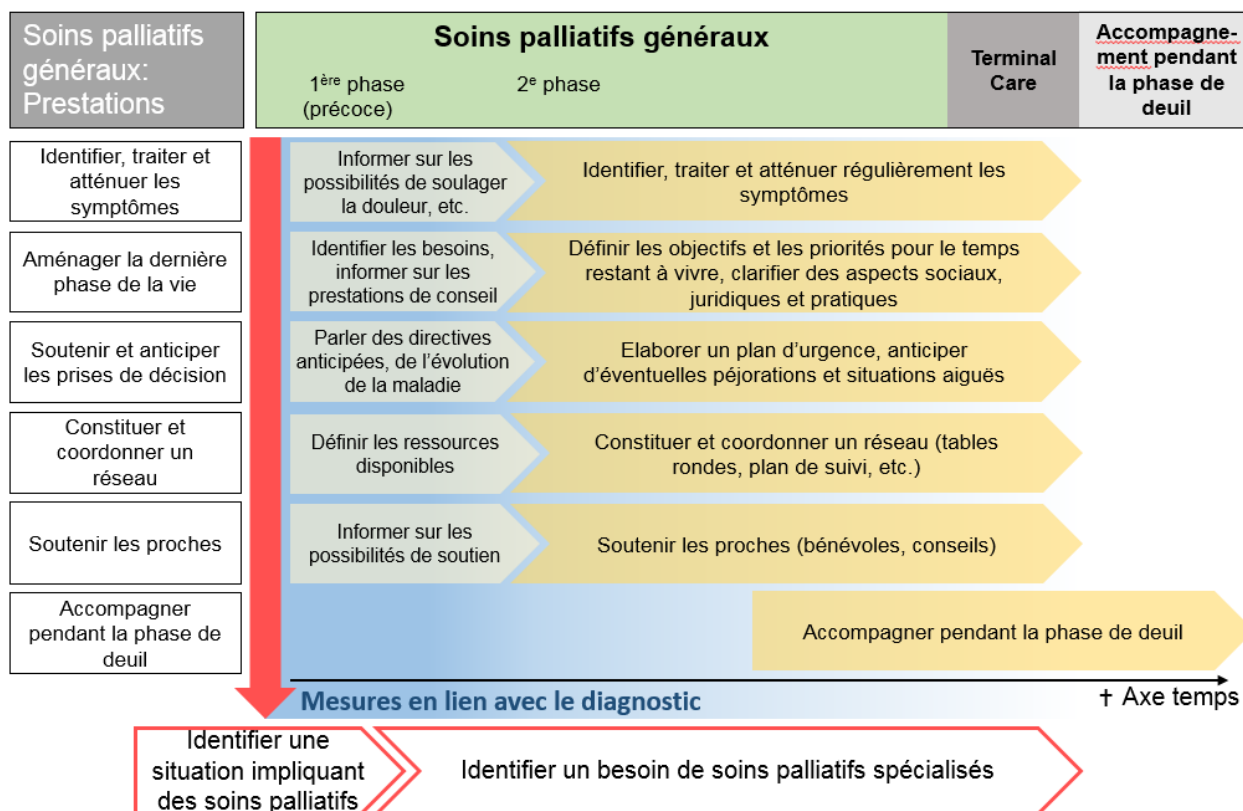 Soins palliatifs
généraux:
Prestations
Soins palliatifs généraux
1ère phase
(précoce)
2e phase
Terminal
Care
Accompagne-
ment pendant
la phase de
deuil
Identifier, traiter et
atténuer les
symptômes
Informer sur les
possibilités de soulager
la douleur, etc.
Identifier, traiter et atténuer régulièrement les
symptômes
Aménager la dernière
phase de la vie
Identifier les besoins,
informer sur les
prestations de conseil
Définir les objectifs et les priorités pour le temps
restant à vivre, clarifier des aspects sociaux,
juridiques et pratiques
Soutenir et anticiper
les prises de décision
Parler des directives
anticipées, de l’évolution
de la maladie
Elaborer un plan d’urgence, anticiper
d’éventuelles péjorations et situations aiguës
Constituer et
coordonner un
réseau
Définir les ressources
disponibles
Constituer et coordonner un réseau (tables
rondes, plan de suivi, etc.)
Soutenir les proches
Informer sur les
possibilités de soutien
Soutenir les proches (bénévoles, conseils)
Accompagner
pendant la phase de
deuil
Accompagner pendant la phase de deuil
Mesures en lien avec le diagnostic
† Axe temps
Identifier une
situation impliquant
des soins palliatifs
Identifier un besoin de soins palliatifs spécialisés